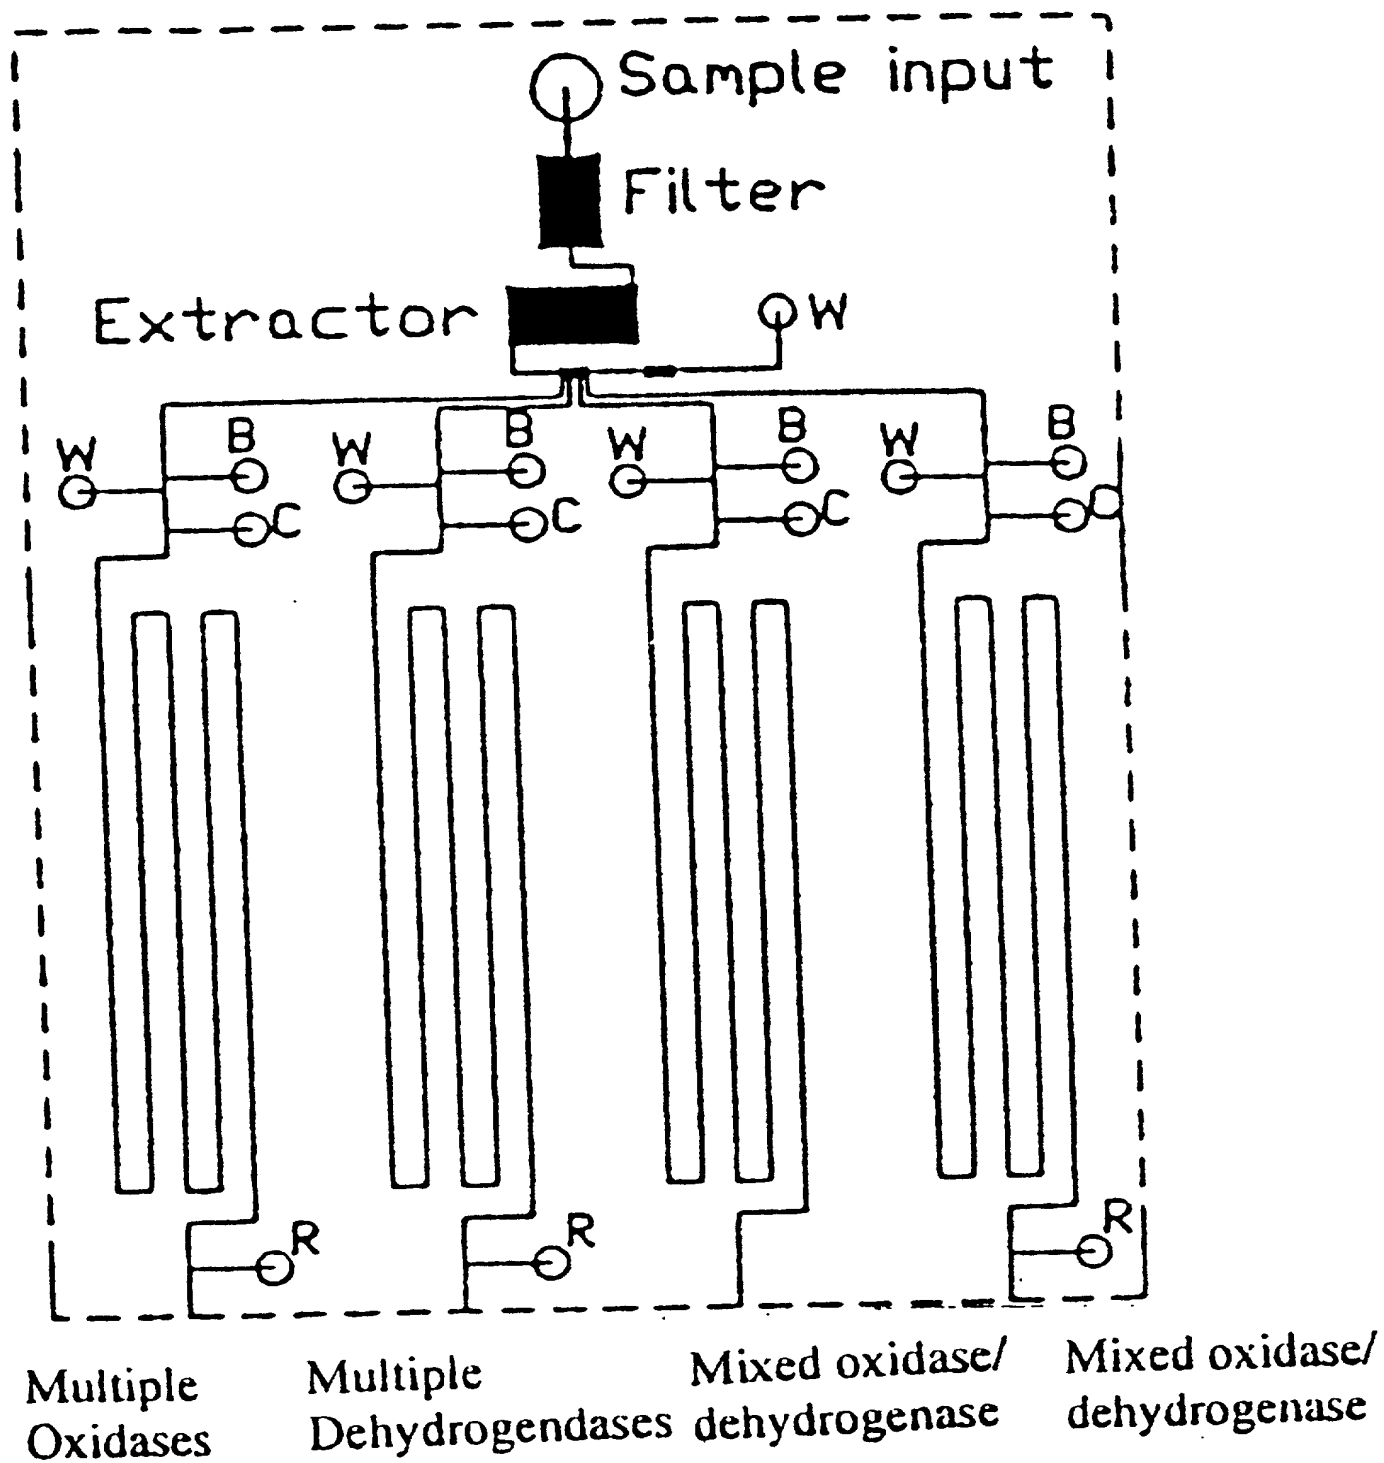 Sample input
Filter
Extractor
W
W
B
W
B
W
B
W
B
C
C
C
C
R
R
R
Multiple
Oxidases
Multiple
Dehydrogendases
Mixed oxidase/
dehydrogenase
Mixed oxidase/
dehydrogenase